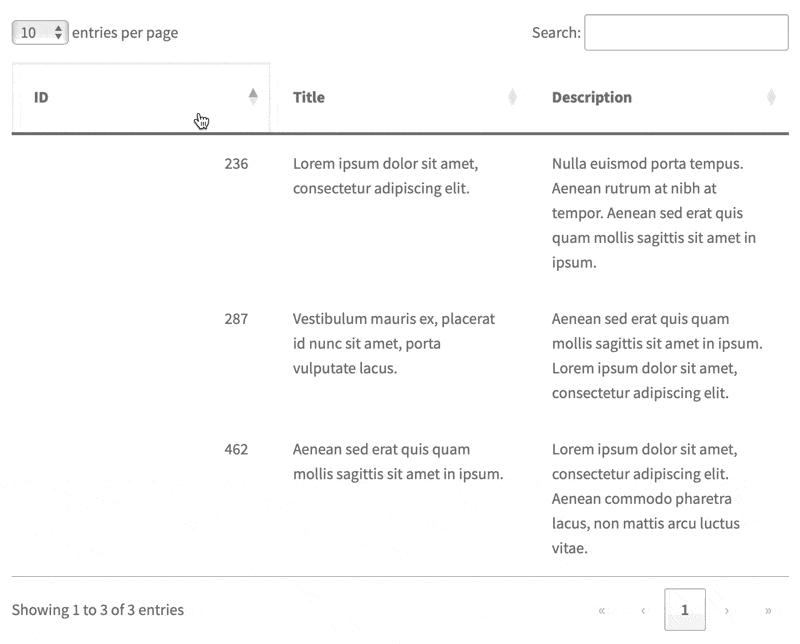 10 entries per page
Search:
ID Title Description
236 Lorem ipsum dolor sit amet, Nulla euismod porta tempus.
consectetur adipiscing elit. Aenean rutrum at nibh at
tempor. Aenean sed erat quis
quam mollis sagittis sit amet in
ipsum.
287 Vestibulum mauris ex, placerat Aenean sed erat quis quam
id nunc sit amet, porta mollis sagittis sit amet in ipsum.
vulputate lacus. Lorem ipsum dolor sit amet,
consectetur adipiscing elit.
462 Aenean sed erat quis quam Lorem ipsum dolor sit amet,
mollis sagittis sit amet in ipsum. consectetur adipiscing elit.
Aenean commodo pharetra
lacus, non mattis arcu luctus
vitae.
Showing 1 to 3 of 3 entries « ‹ 1 › »